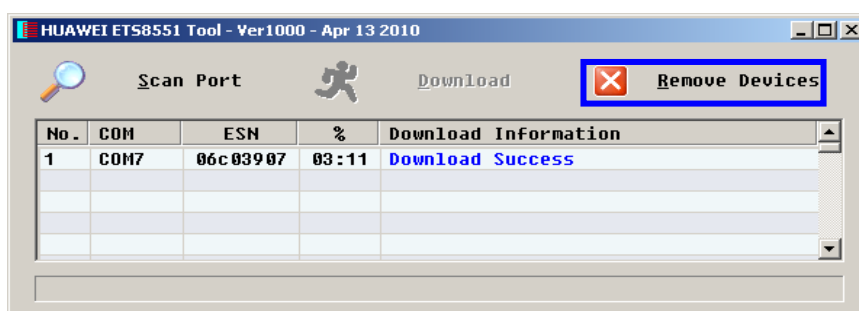 HUAWEI ETS8551 Tool - Ver1000 - Apr 13 2010
Scan Port Download Remove Devices
No. COM ESN % Download Information
1 COM7 06c03907 03:11 Download Success